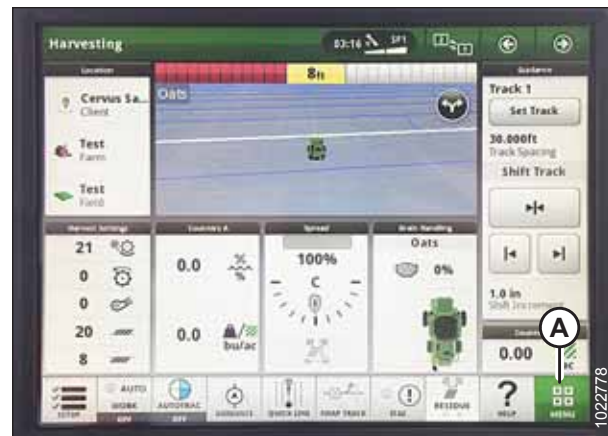 Harvesting
03:16
SP1
Location
Guidance
8ft
Oats
Cervus Sa...
Client
Test
Farm
Test
Field
Track 1
Set Track
30.000ft
Track Spacing
Shift Track
1.0 in
Shift Increment
Harvest Settings
21
0
0
20
8
Counters A
0.0
%
%
0.0
bu/ac
Spread
100%
C
Grain Handling
Oats
0%
A
0.00
SETUP
AUTO
WORK
OFF
AUTOTRAC
OFF
GUIDANCE
QUICK LINE
SWAP TRACK
RESIDUE
HELP
MENU
1022778